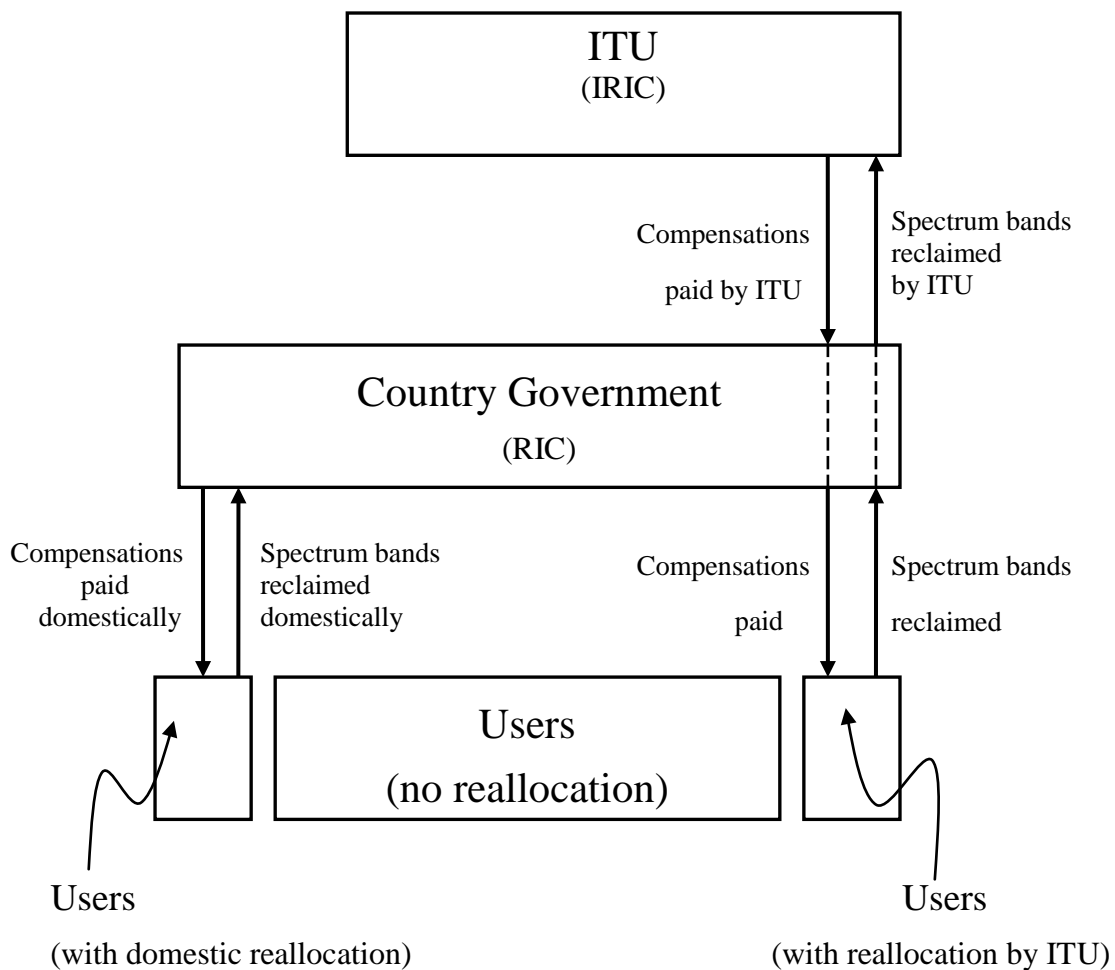 ITU
(IRIC)
Compensations
paid by ITU
Spectrum bands
reclaimed
by ITU
Country Government
(RIC)
Compensations
paid
domestically
Spectrum bands
reclaimed
domestically
Compensations
paid
Spectrum bands
reclaimed
Users
(no reallocation)
Users
(with domestic reallocation)
Users
(with reallocation by ITU)